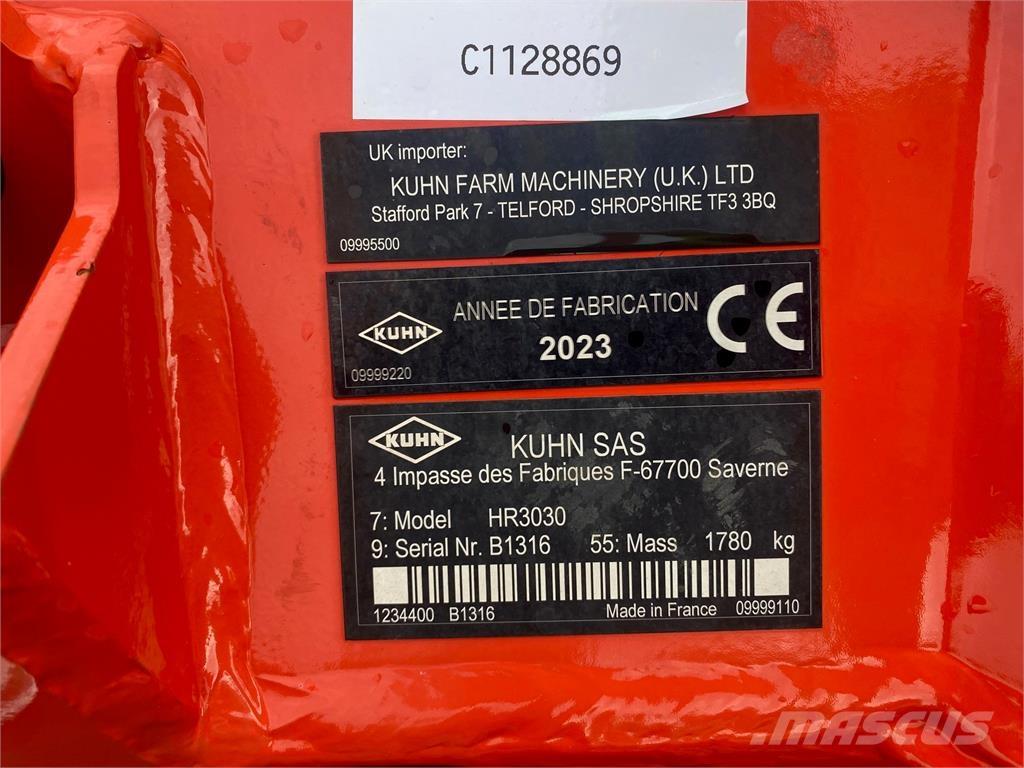 C1128869
UK importer:
KUHN FARM MACHINERY (U.K.) LTD
Stafford Park 7 - TELFORD - SHROPSHIRE TF3 3BQ
09995500
ANNEE DE FABRICATION
KUHN
2023
CE
09999220
KUHN
KUHN SAS
4 Impasse des Fabriques F-67700 Saverne
7: Model HR3030
9: Serial Nr. B1316 55: Mass 1780 kg
1234400 B1316 Made in France 09999110
MASCUS